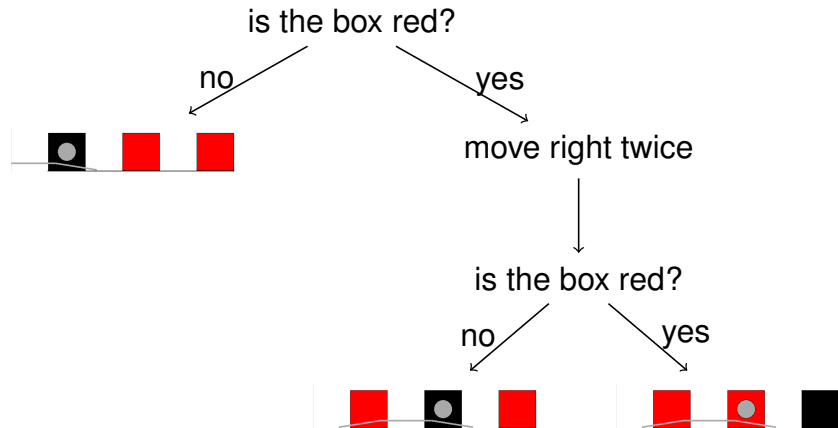 is the box red?
no
yes
move right twice
is the box red?
no
yes